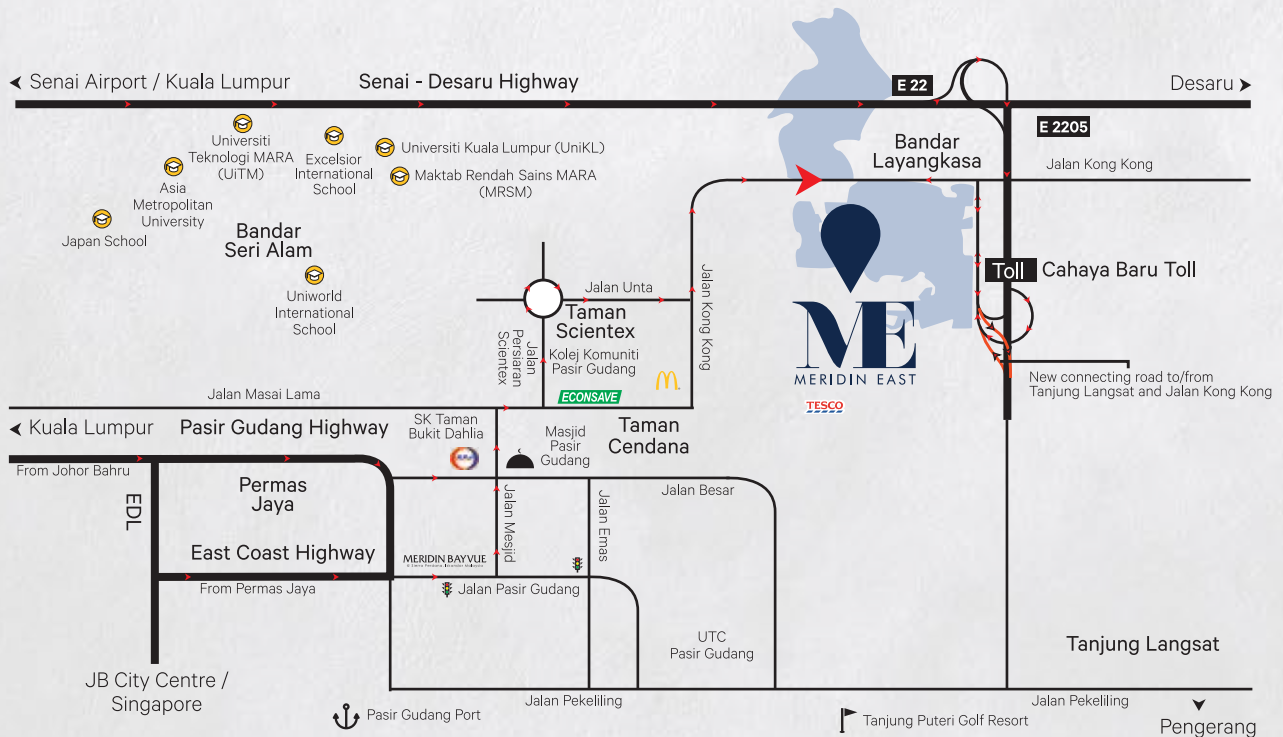 Senai Airport / Kuala Lumpur
Senai - Desaru Highway
E 22
Desaru
E 2205
Universiti
Teknologi MARA
(UiTM)
Excelsior
International
School
Universiti Kuala Lumpur (UniKL)
Maktab Rendah Sains MARA
(MRSM)
Asia
Metropolitan
University
Japan School
Bandar
Seri Alam
Uniworld
International
School
Bandar
Layangkasa
Jalan Kong Kong
Jalan Kong Kong
Toll
Cahaya Baru Toll
Jalan Unta
Taman
Scientex
Jalan
Persiaran
Scientex
Kolej Komuniti
Pasir Gudang
ECONSAVE
ME
MERIDIN EAST
TESCO
New connecting road to/from
Tanjung Langsat and Jalan Kong Kong
Jalan Masai Lama
Kuala Lumpur
Pasir Gudang Highway
SK Taman
Bukit Dahlia
Masjid
Pasir
Gudang
Taman
Cendana
From Johor Bahru
EDL
Permas
Jaya
Jalan Besar
Jalan Mesjid
Jalan Emas
East Coast Highway
MERIDIN BAYVUE
From Permas Jaya
Jalan Pasir Gudang
UTC
Pasir Gudang
Tanjung Langsat
JB City Centre /
Singapore
Pasir Gudang Port
Jalan Pekeliling
Tanjung Puteri Golf Resort
Jalan Pekeliling
Pengerang